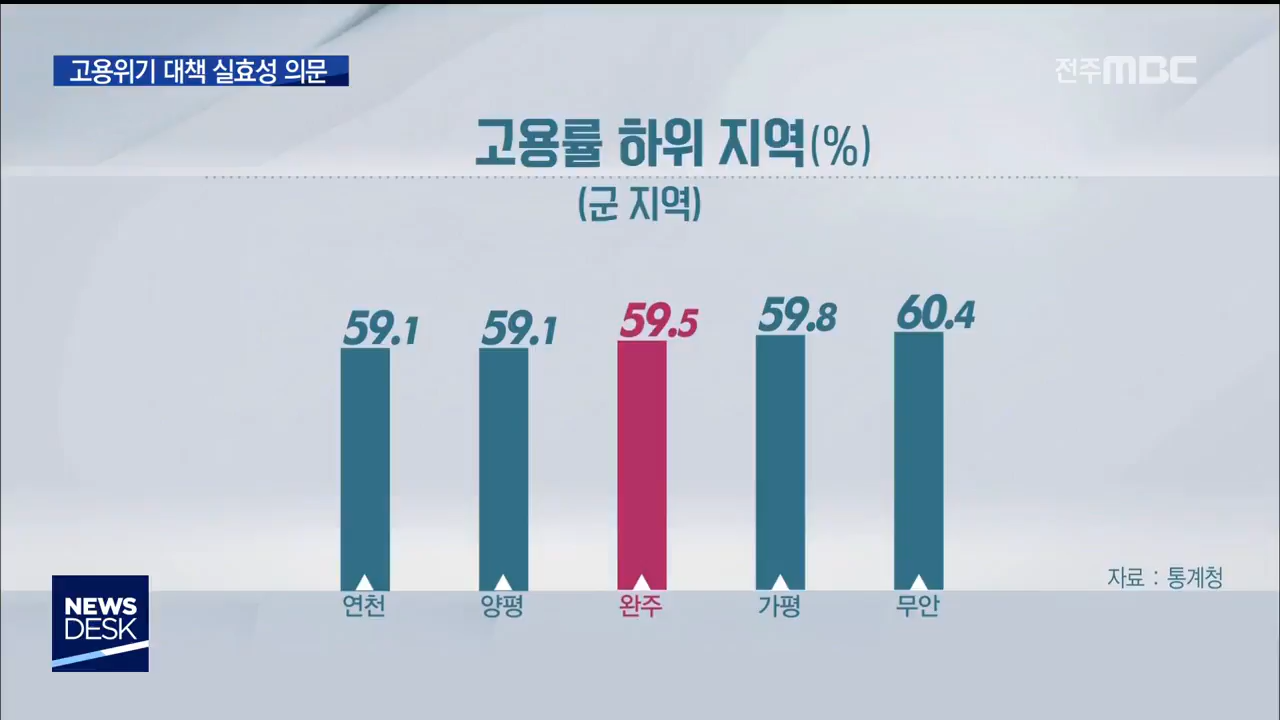 고용위기 대책 실효성 의문
전주MBC
고용률 하위 지역(%)
(군 지역)
59.1 59.1 59.5 59.8 60.4
연천 양평 완주 가평 무안
자료 : 통계청
NEWS
DESK